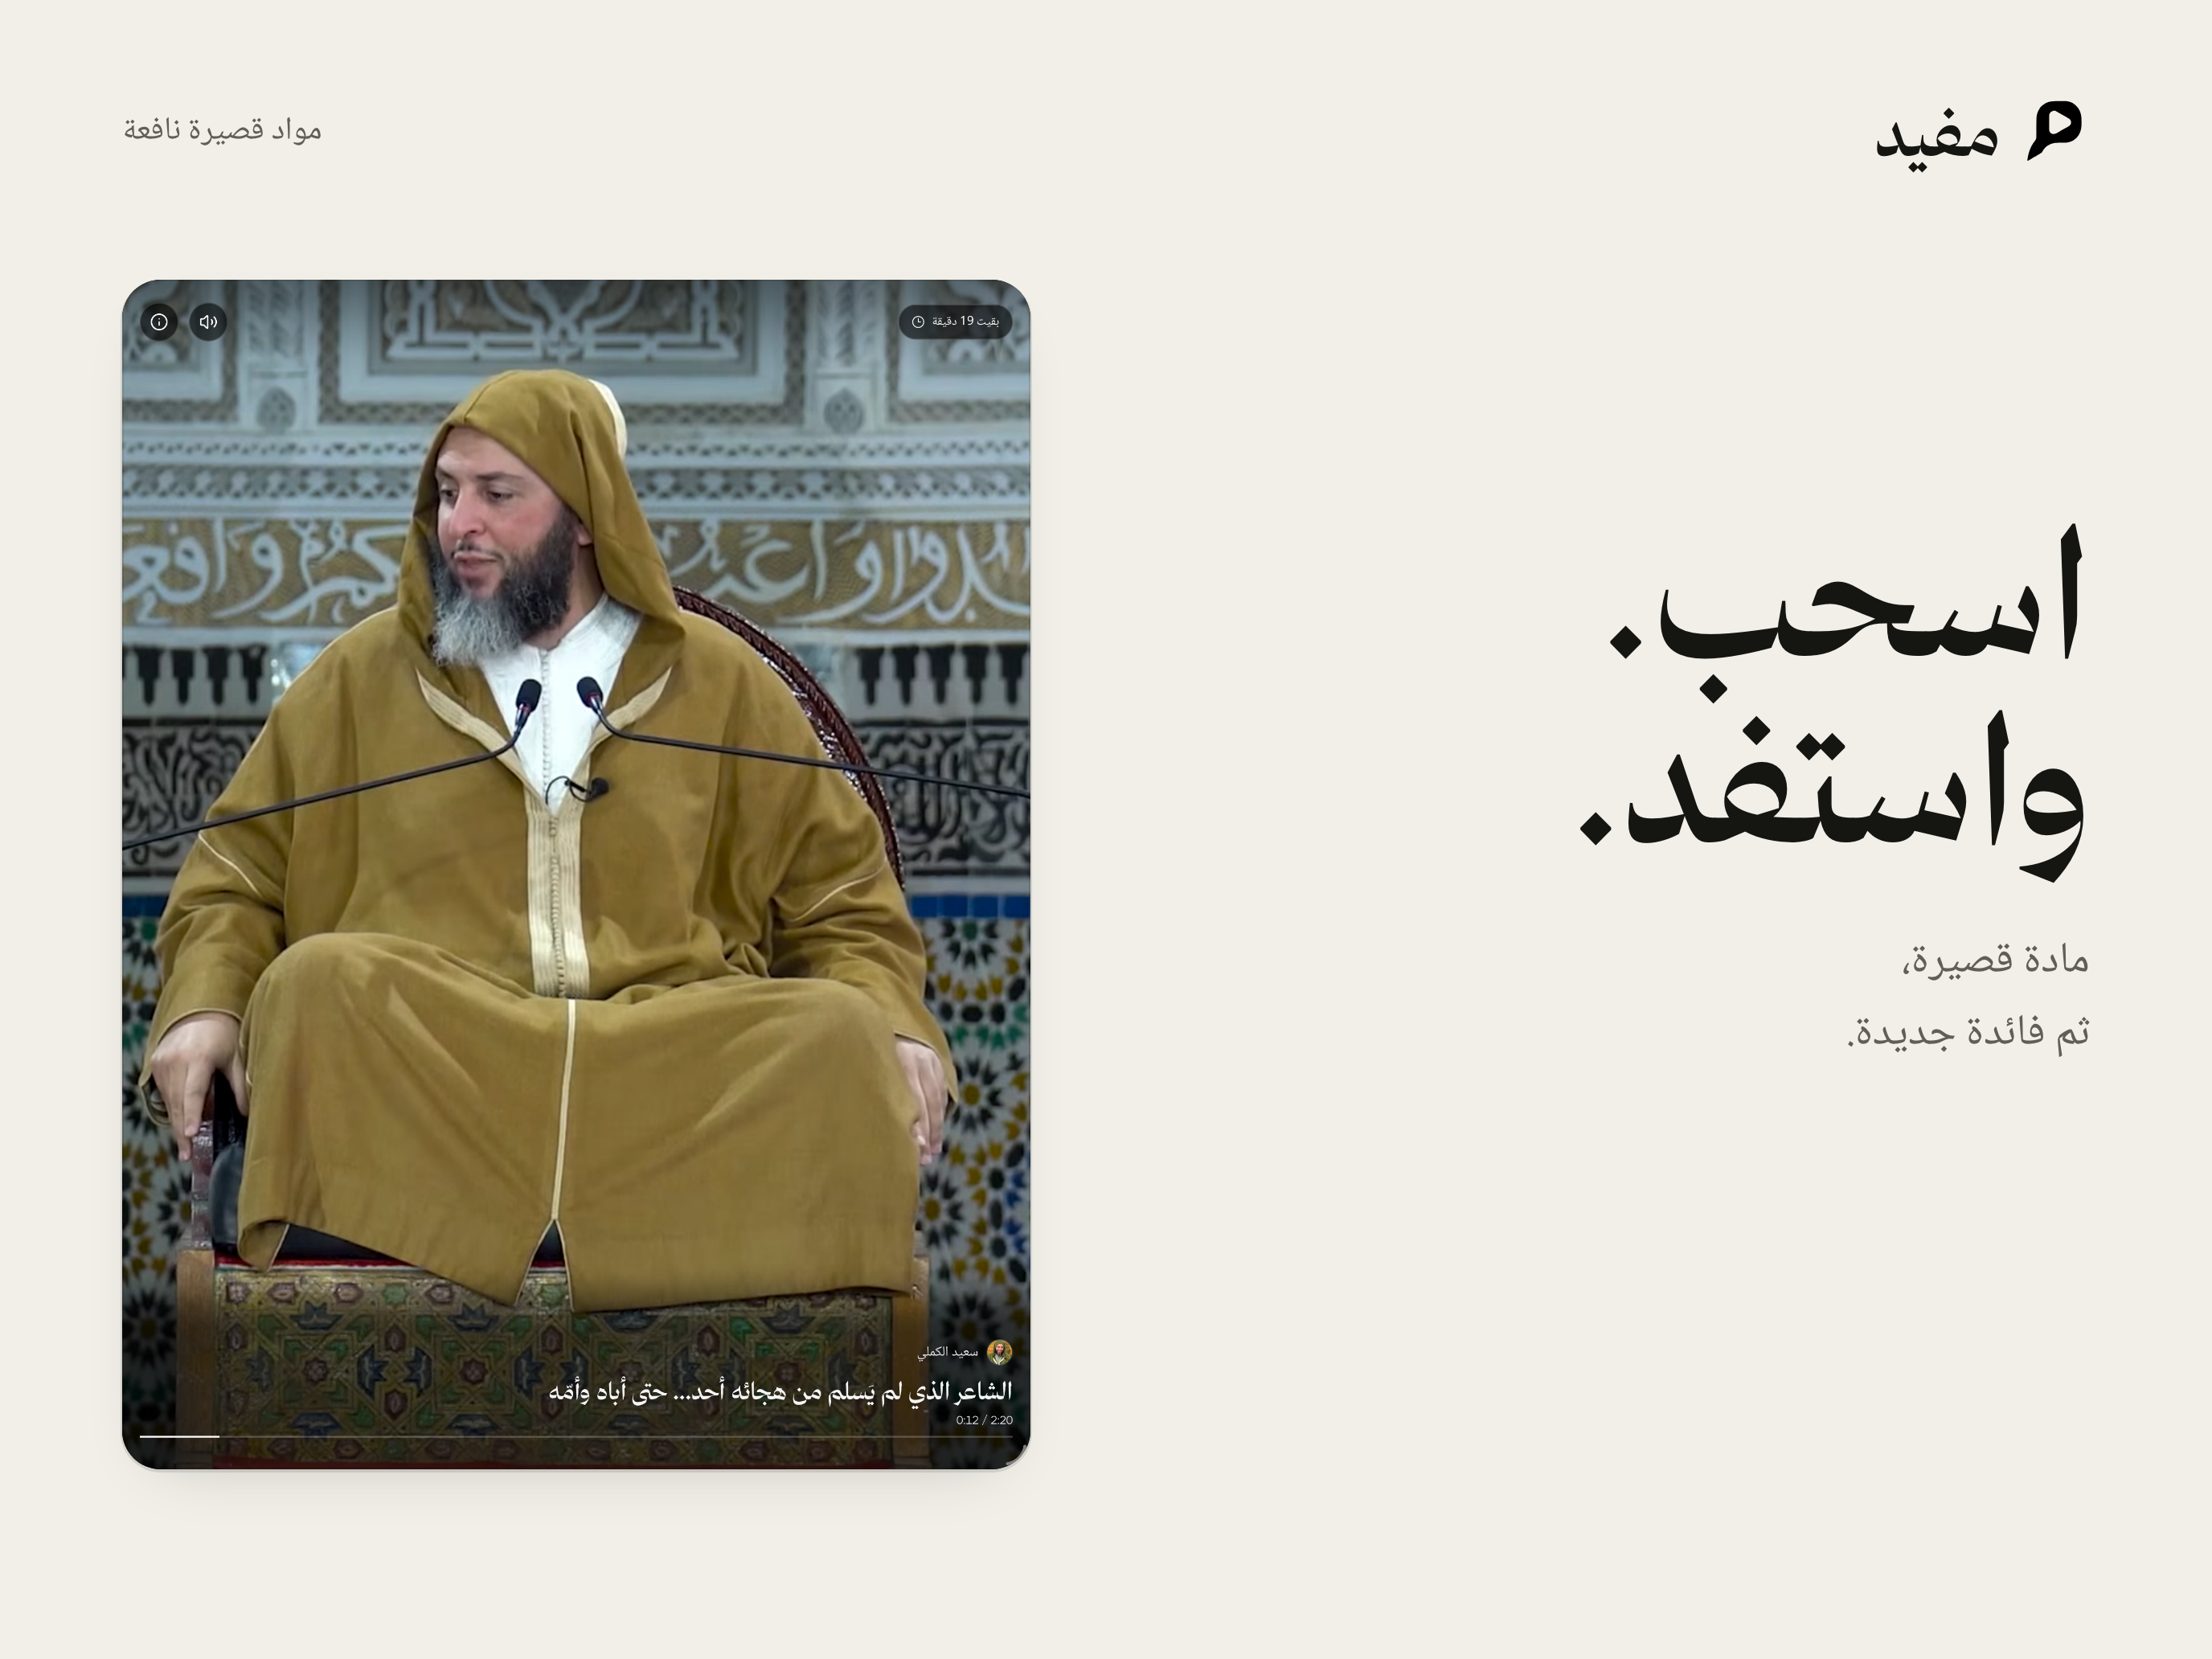 مفيد
مواد قصيرة نافعة
اسحب.
واستفد.
مادة قصيرة،
ثم فائدة جديدة.
بقيت 19 دقيقة
سعيد الكملي
الشاعر الذي لم يَسلم من هجائه أحد... حتى أباه وأمّه
0:12 / 2:20